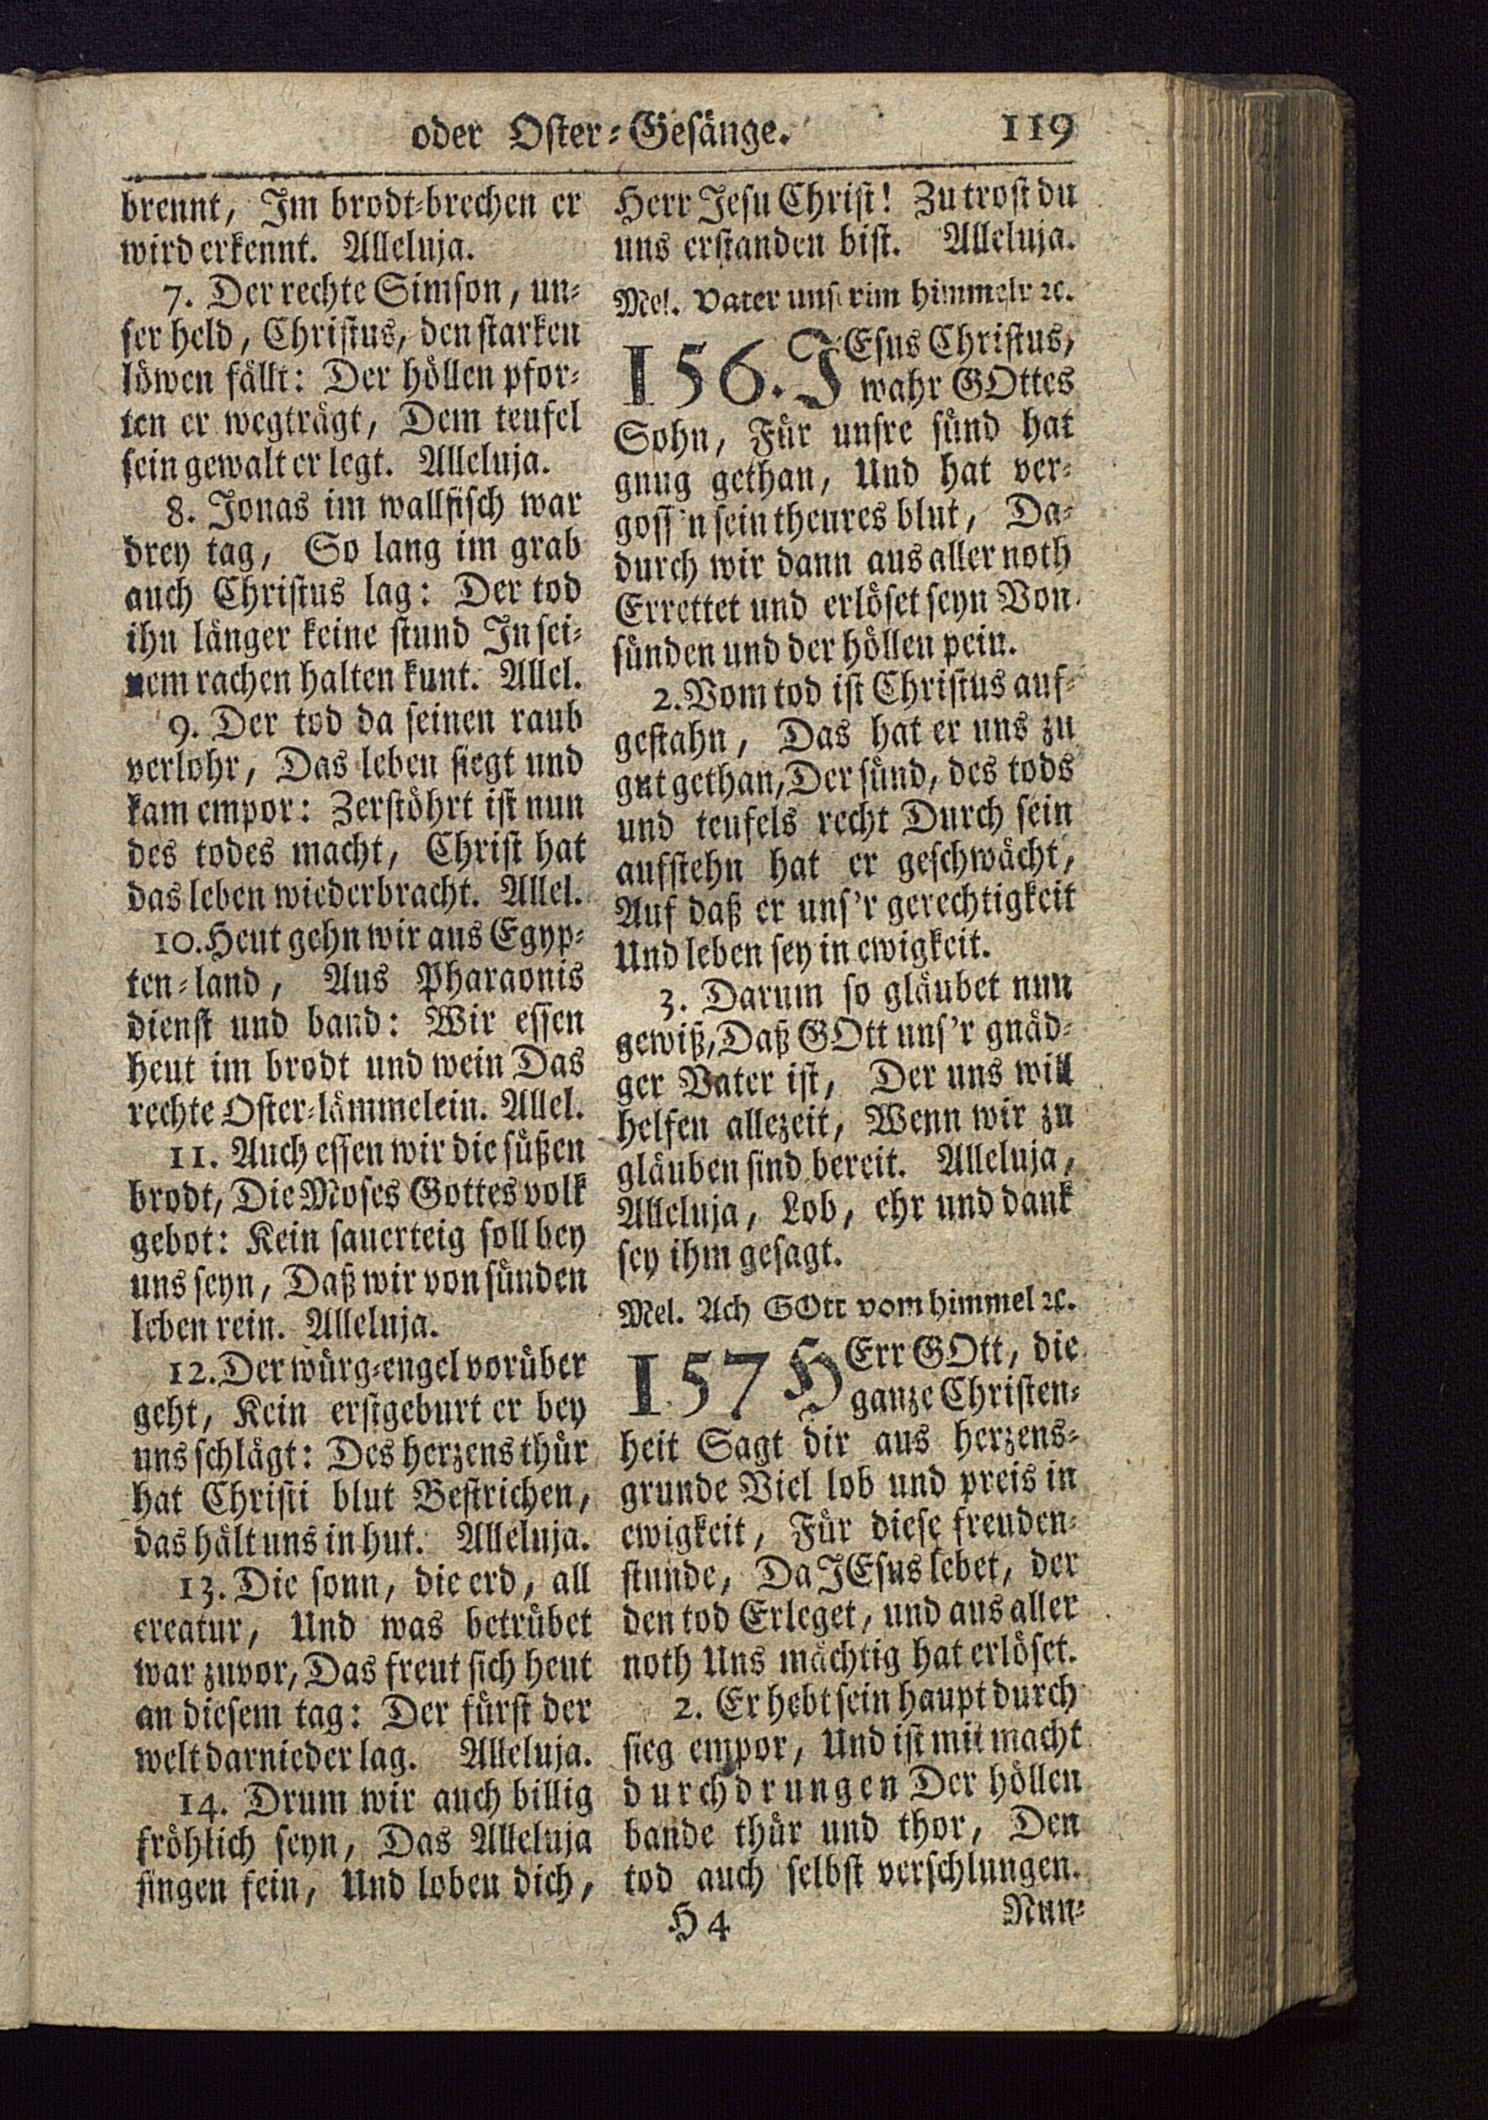 oder Oster-Gesänge. 119
brennt, Im brodt-brechen er
wird erkennt. Alleluja.
7. Der rechte Simson, un-
ser held, Christus, den starken
löwen fällt: Der höllen pfor-
ten er wegträgt, Dem teufel
sein gewalt er legt. Alleluja.
8. Jonas im wallfisch war
drey tag, So lang im grab
auch Christus lag: Der tod
ihn länger keine stund In sei-
nem rachen halten kunt. Allel.
9. Der tod da seinen raub
verlohr, Das leben siegt und
kam empor: Zerstöhrt ist nun
des todes macht, Christ hat
das leben wiederbracht. Allel.
10. Heut gehn wir aus Egyp-
ten-land, Aus Pharaonis
dienst und band: Wir essen
heut im brodt und wein Das
rechte Oster-lämmelein. Allel.
11. Auch essen wir die süßen
brodt, Die Moses Gottes volk
gebot: Kein sauerteig soll bey
uns seyn, Daß wir von sünden
leben rein. Alleluja.
12. Der würg-engel vorüber
geht, Kein erstgeburt er bey
uns schlägt: Des herzens thür
hat Christi blut Bestrichen,
das hält uns in hut. Alleluja.
13. Die sonn, die erd, all
creatur, Und was betrübet
war zuvor, Das freut sich heut
an diesem tag: Der fürst der
welt darnieder lag. Alleluja.
14. Drum wir auch billig
fröhlich seyn, Das Alleluja
singen fein, Und loben dich,
Herr Jesu Christ! Zu trost du
uns erstanden bist. Alleluja.
Mel. Vater unserim himmelr ꝛc.
156. JEsus Christus,
wahr GOttes
Sohn, Für unsre sünd hat
gnug gethan, Und hat ver-
goss'n sein theures blut, Da-
durch wir dann aus aller noth
Errettet und erlöset seyn Von
sünden und der höllen pein.
2. Vom tod ist Christus auf-
gestahn, Das hat er uns zu
gut gethan, Der sünd, des tods
und teufels recht Durch sein
aufstehn hat er geschwächt,
Auf daß er uns'r gerechtigkeit
Und leben sey in ewigkeit.
3. Darum so gläubet nun
gewiß, Daß GOtt uns'r gnäd-
ger Vater ist, Der uns will
helfen allezeit, Wenn wir zu
gläuben sind bereit. Alleluja,
Alleluja, Lob, ehr und dank
sey ihm gesagt.
Mel. Ach GOtt vom himmel ꝛc.
157 HErr GOtt, die
ganze Christen-
heit Sagt dir aus herzens-
grunde Viel lob und preis in
ewigkeit, Für diese freuden-
stunde, Da JEsus lebet, der
den tod Erleget, und aus aller
noth Uns mächtig hat erlöset.
2. Er hebt sein haupt durch
sieg empor, Und ist mit macht
durchdrungen Der höllen
bande thür und thor, Den
tod auch selbst verschlungen.
H 4 Nun-